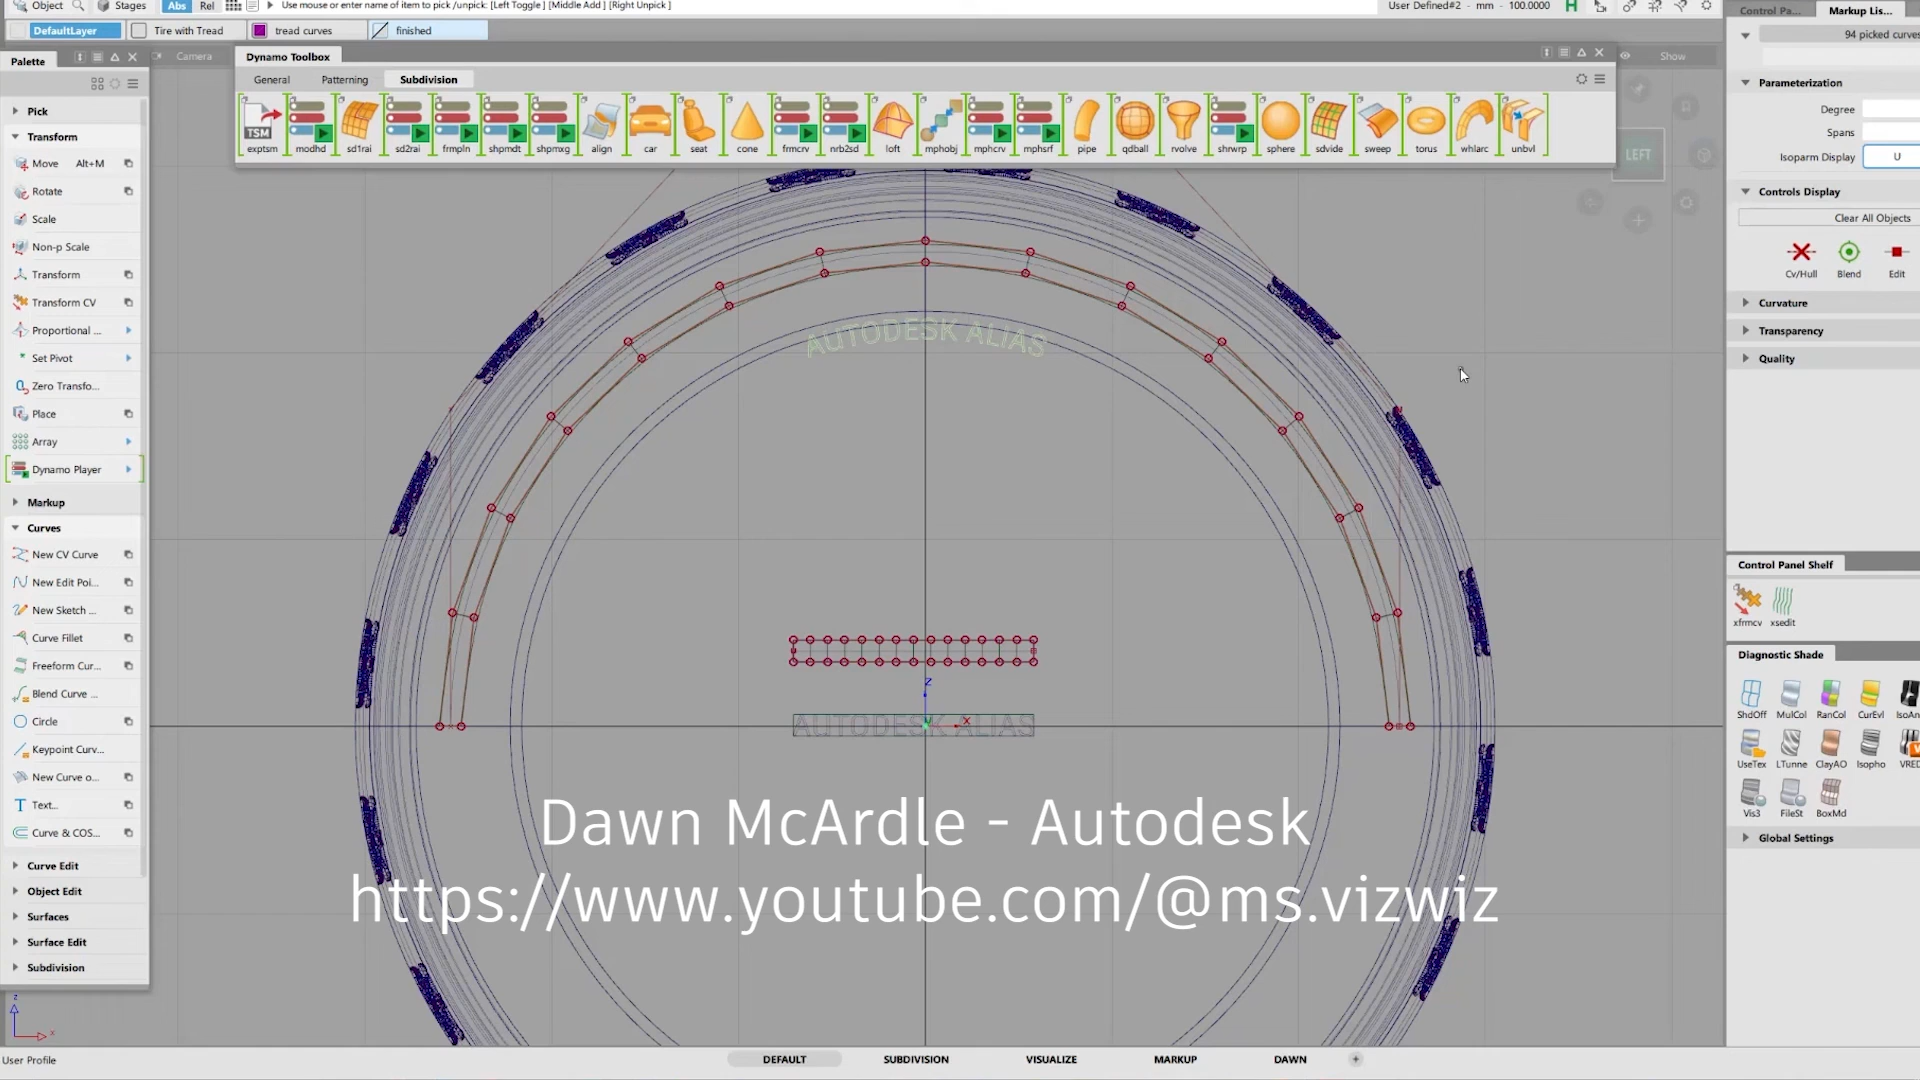 Object Stages Abs Rel Use mouse or enter name of item to pick /unpick: [Left Toggle ] [Middle Add ] [Right Unpick ] User Defined#2 - mm - 100.0000
Control Pa... Markup Lis...
DefaultLayer Tire with Tread tread curves finished
94 picked curves
Palette
Camera
Dynamo Toolbox
Show
General Patterning Subdivision
Pick
Transform
Move Alt+M
Rotate
Scale
Non-p Scale
Transform
Transform CV
Proportional ...
Set Pivot
Zero Transfo...
Place
Array
Dynamo Player
Markup
Curves
New CV Curve
New Edit Poi...
New Sketch ...
Curve Fillet
Freeform Cur...
Blend Curve ...
Circle
Keypoint Curv...
New Curve o...
Text...
Curve & COS...
Curve Edit
Object Edit
Surfaces
Surface Edit
Subdivision
TSM
exptsm modhd sd1rai sd2rai frmpln shpmdt shpmxg align car seat cone frmcrv nrb2sd loft mphobj mphcrv mphsrf pipe qdball rvolve shrwrp sphere sdvide sweep torus whlarc unbvl
LEFT
AUTODESK ALIAS
Z
X
AUTODESK ALIAS
Dawn McArdle - Autodesk
https://www.youtube.com/@ms.vizwiz
Parameterization
Degree
Spans
Isoparm Display U
Controls Display
Clear All Objects
Cv/Hull Blend Edit
Curvature
Transparency
Quality
Control Panel Shelf
xfrmcv xsedit
Diagnostic Shade
ShdOff MulCol RanCol CurEvl IsoAn
UseTex LTunne ClayAO Isopho VRED
Vis3 FileSt BoxMd
Global Settings
z
x
User Profile
DEFAULT SUBDIVISION VISUALIZE MARKUP DAWN +